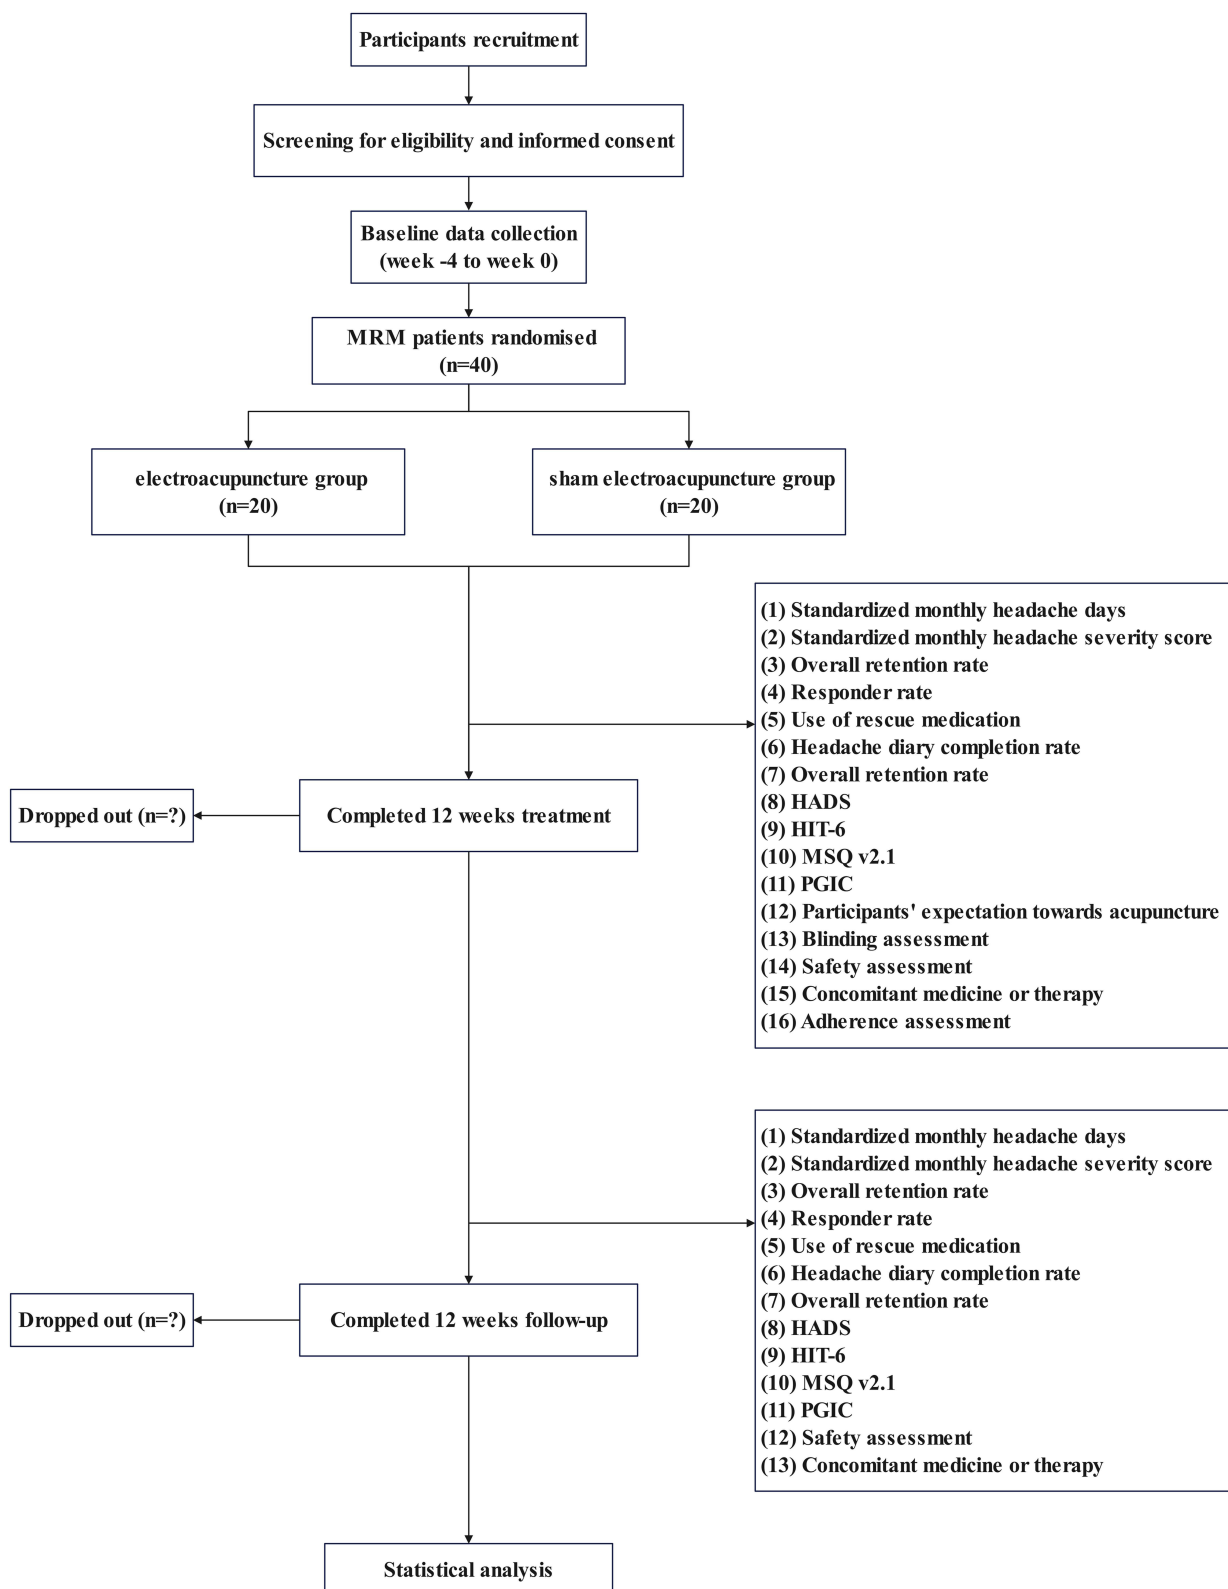 Participants recruitment
Screening for eligibility and informed consent
Baseline data collection
(week -4 to week 0)
MRM patients randomised
(n=40)
electroacupuncture group
(n=20)
sham electroacupuncture group
(n=20)
(1) Standardized monthly headache days
(2) Standardized monthly headache severity score
(3) Overall retention rate
(4) Responder rate
(5) Use of rescue medication
(6) Headache diary completion rate
(7) Overall retention rate
(8) HADS
(9) HIT-6
(10) MSQ v2.1
(11) PGIC
(12) Participants' expectation towards acupuncture
(13) Blinding assessment
(14) Safety assessment
(15) Concomitant medicine or therapy
(16) Adherence assessment
Dropped out (n=?)
Completed 12 weeks treatment
(1) Standardized monthly headache days
(2) Standardized monthly headache severity score
(3) Overall retention rate
(4) Responder rate
(5) Use of rescue medication
(6) Headache diary completion rate
(7) Overall retention rate
(8) HADS
(9) HIT-6
(10) MSQ v2.1
(11) PGIC
(12) Safety assessment
(13) Concomitant medicine or therapy
Dropped out (n=?)
Completed 12 weeks follow-up
Statistical analysis